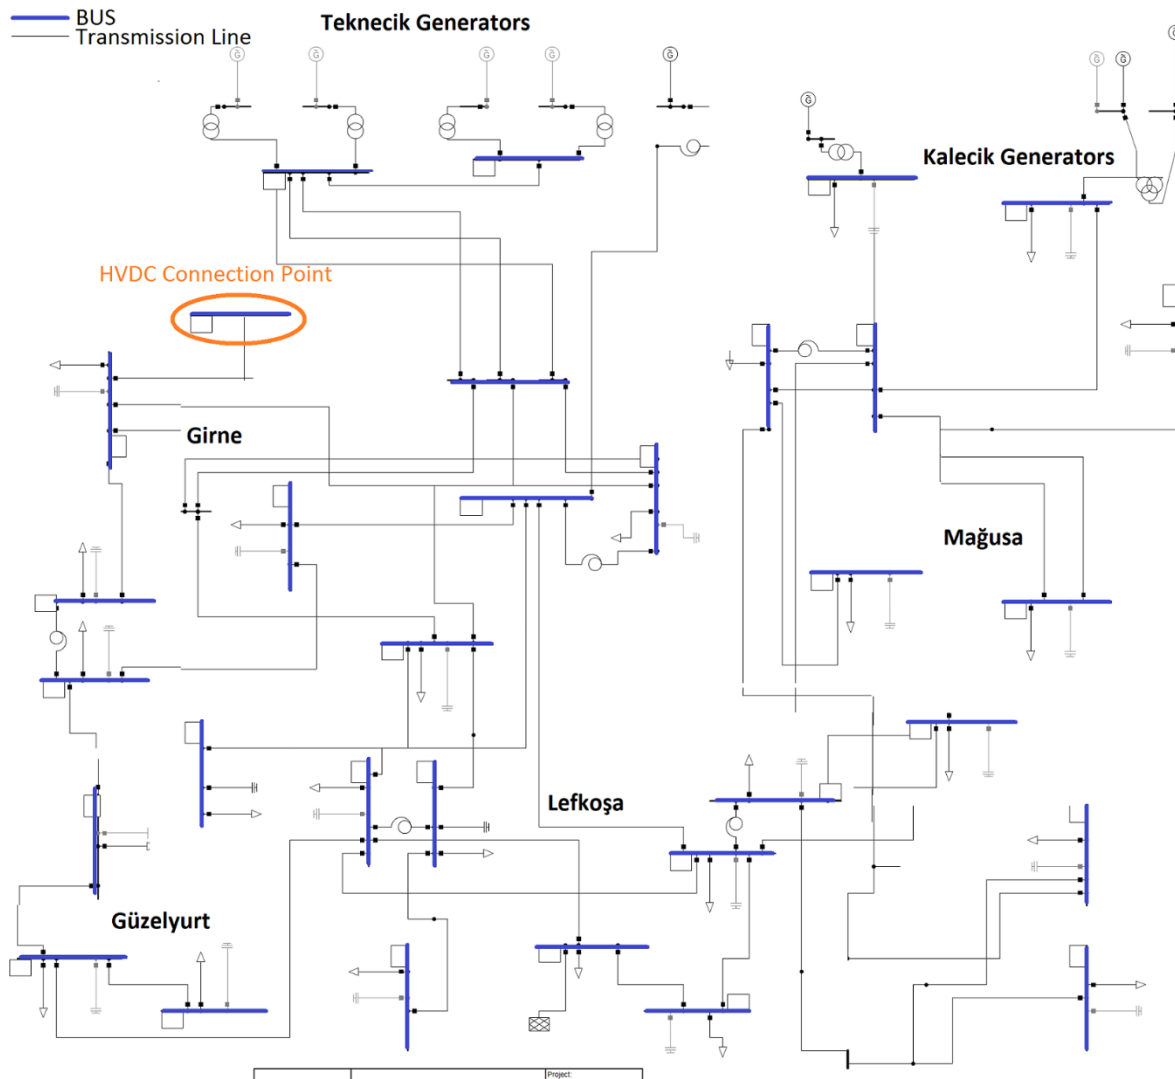 BUS
Transmission Line
Teknecik Generators
G
G
G
G
G
G
G
G
G
Kalecik Generators
HVDC Connection Point
Girne
Mağusa
Lefkoşa
Güzelyurt
Project: